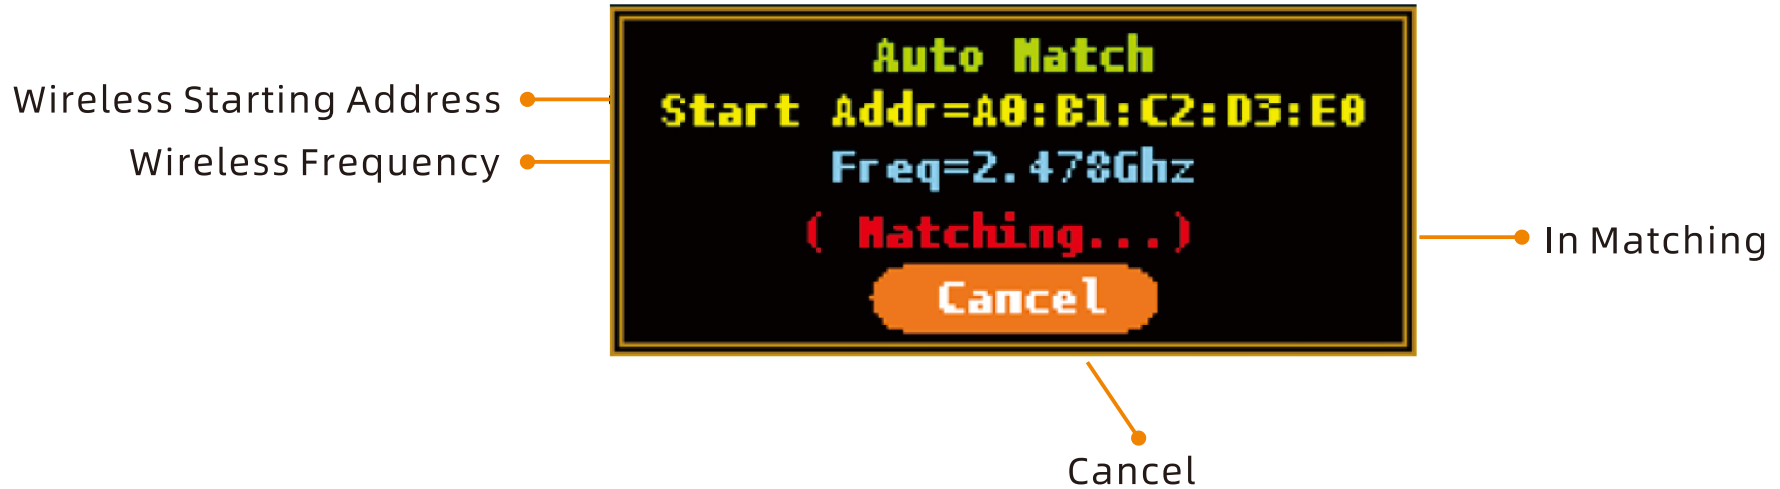 Auto Match
Wireless Starting Address
Start Addr=A0:B1:C2:D3:E0
Wireless Frequency
Freq=2.478Ghz
( Matching...)
In Matching
Cancel
Cancel